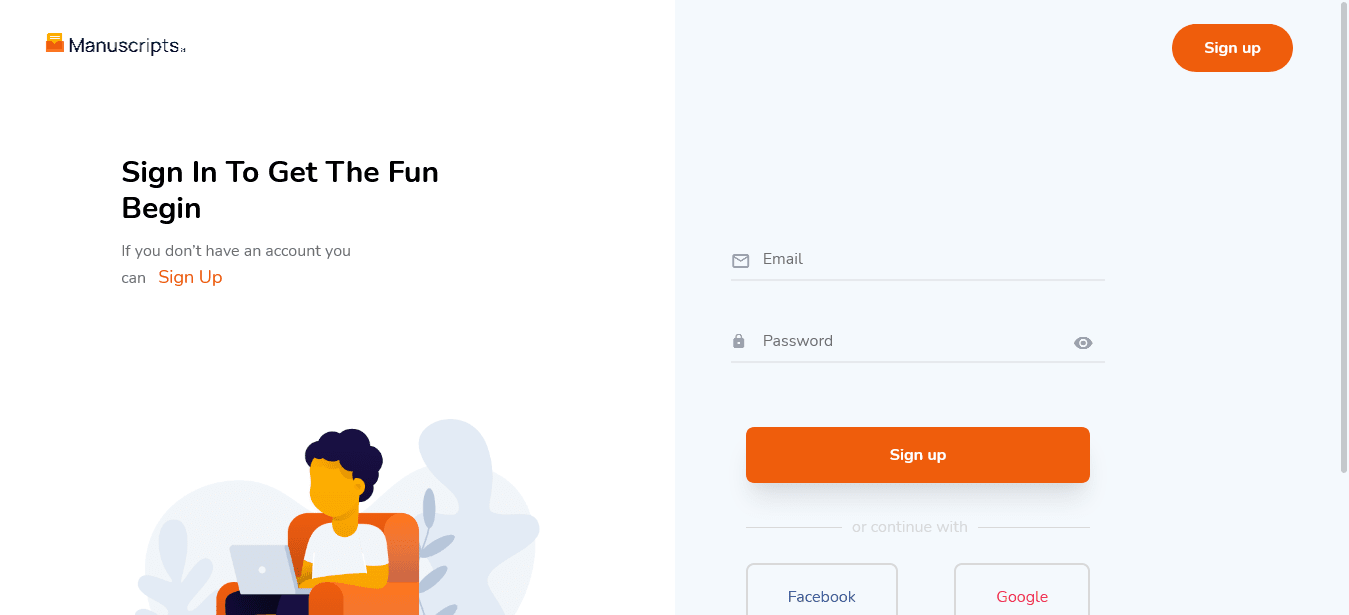 Manuscripts
Sign up
Sign In To Get The Fun
Begin
If you don't have an account you
can Sign Up
Email
Password
Sign up
or continue with
Facebook
Google